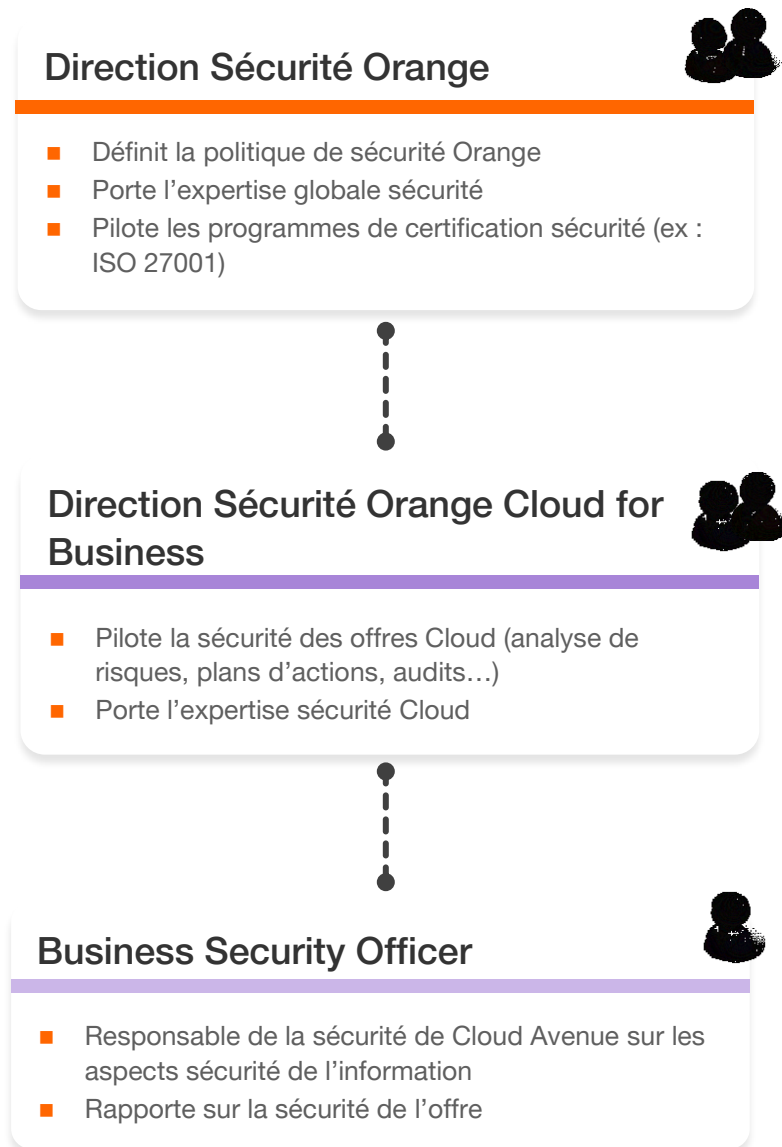 Direction Sécurité Orange
■ Définit la politique de sécurité Orange
■ Porte l’expertise globale sécurité
■ Pilote les programmes de certification sécurité (ex :
ISO 27001)
Direction Sécurité Orange Cloud for
Business
■ Pilote la sécurité des offres Cloud (analyse de
risques, plans d’actions, audits…)
■ Porte l’expertise sécurité Cloud
Business Security Officer
■ Responsable de la sécurité de Cloud Avenue sur les
aspects sécurité de l’information
■ Rapporte sur la sécurité de l’offre